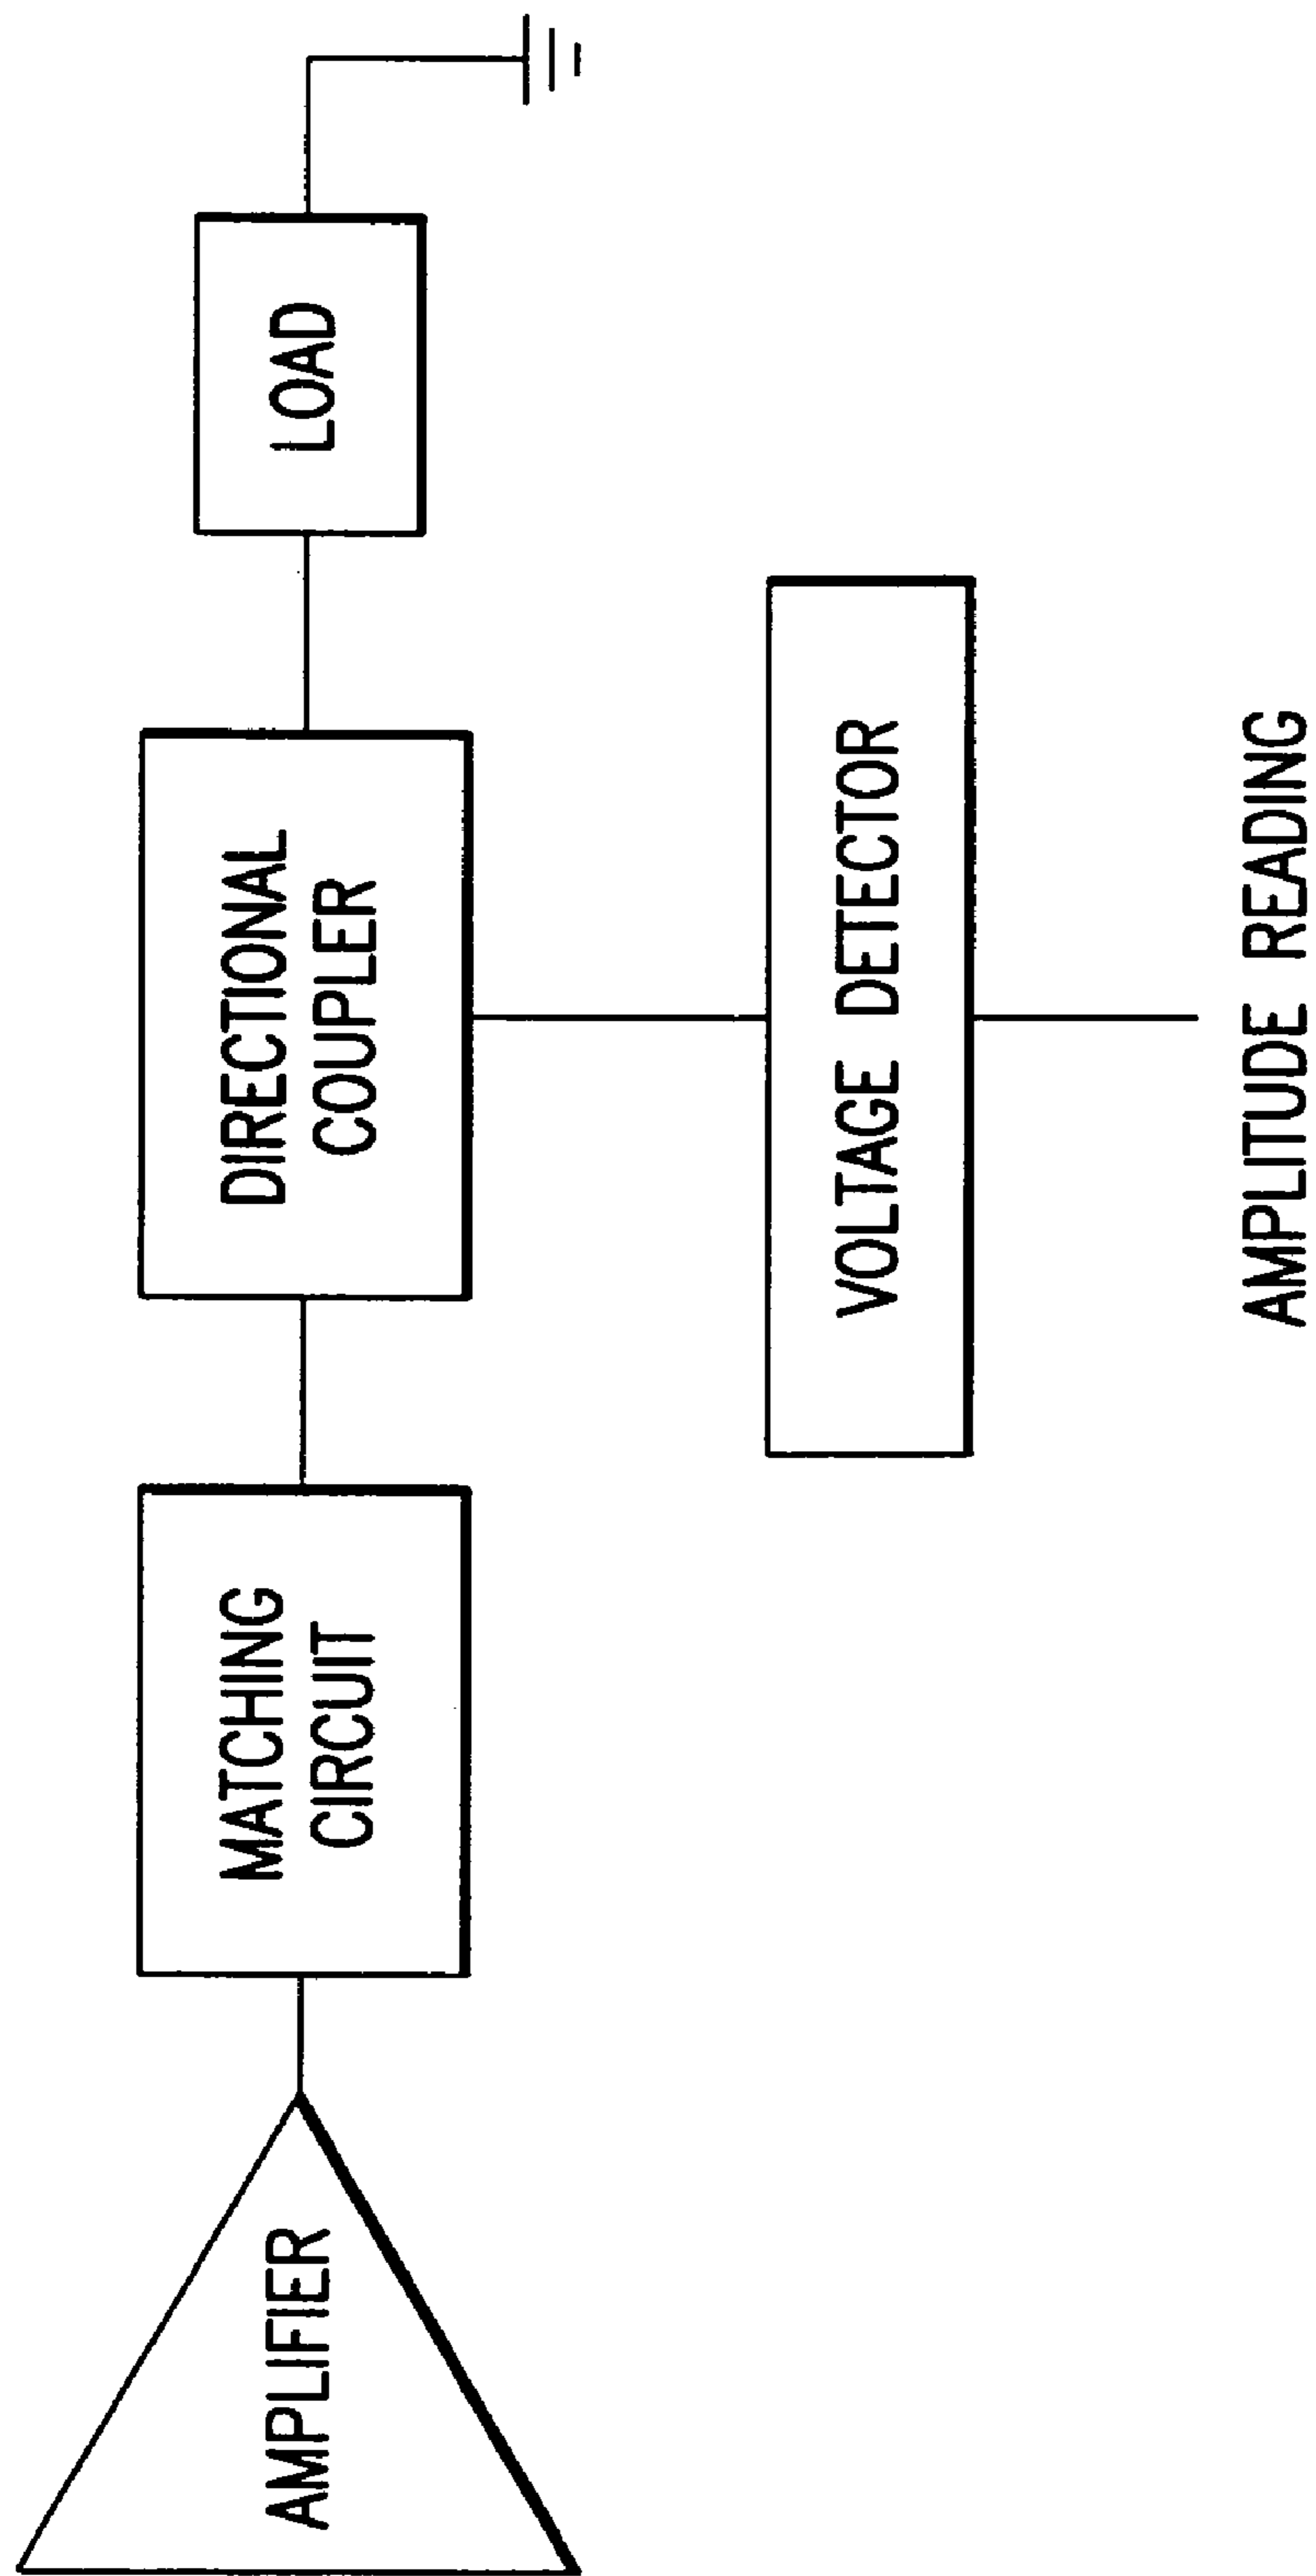 AMPLIFIER
MATCHING
CIRCUIT
DIRECTIONAL
COUPLER
LOAD
VOLTAGE DETECTOR
AMPLITUDE READING